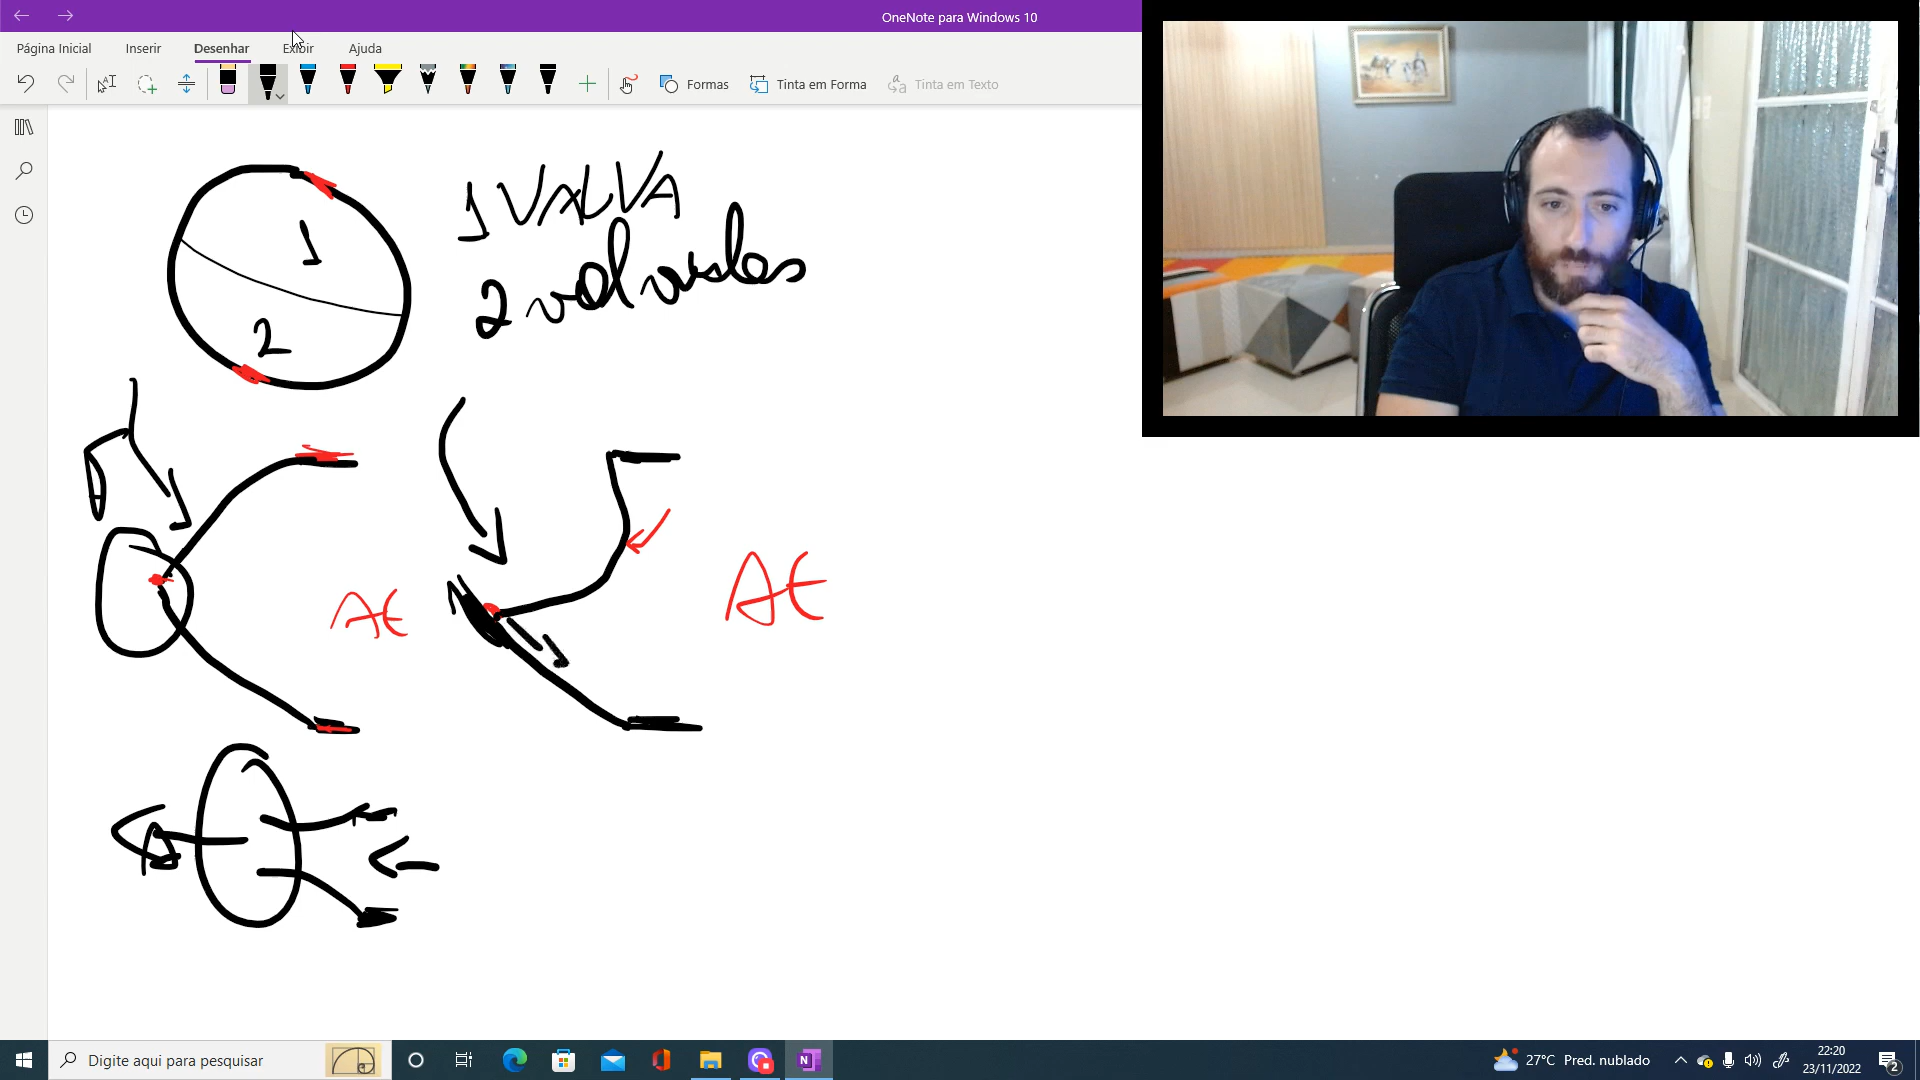 OneNote para Windows 10
Página Inicial Inserir Desenhar Exibir Ajuda
Formas Tinta em Forma Tinta em Texto
1 VALVA
2 valvulas
1
2
AE
AE
Digite aqui para pesquisar
27°C Pred. nublado
22:20
23/11/2022
2